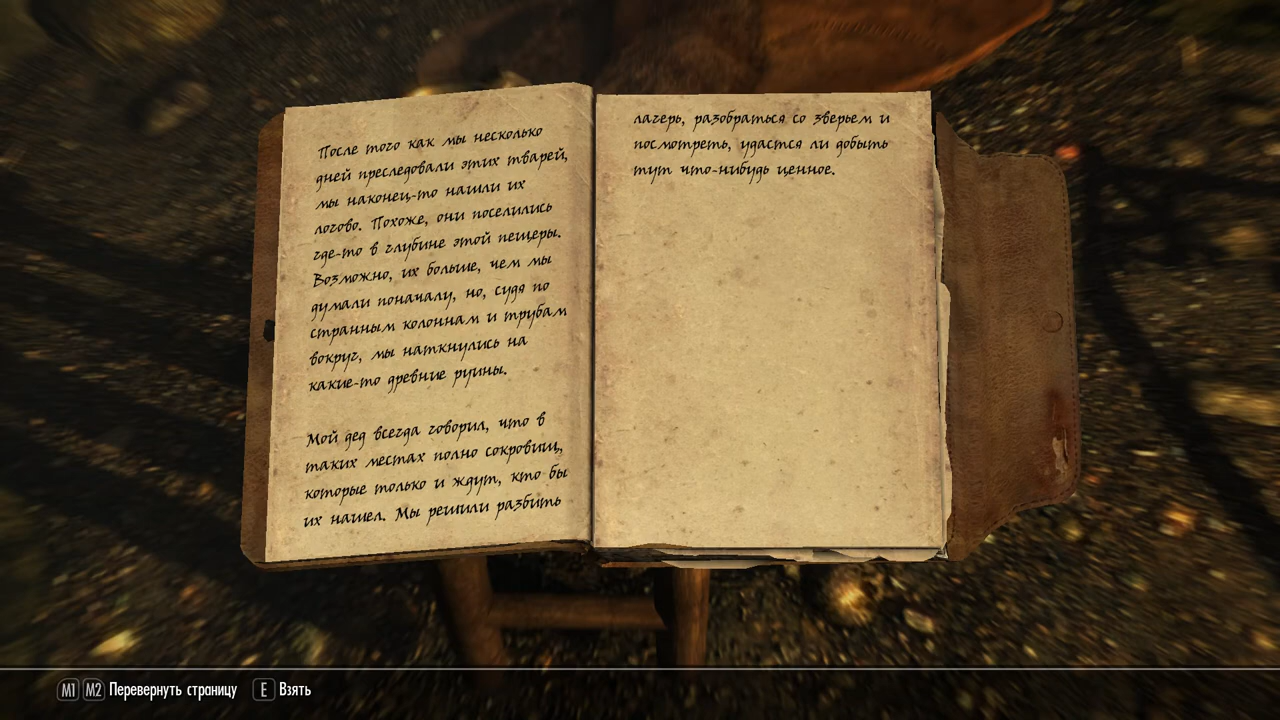 После того как мы несколько
дней преследовали этих тварей,
мы наконец-то нашли их
логово. Похоже, они поселились
где-то в глубине этой пещеры.
Возможно, их больше, чем мы
думали поначалу, но, судя по
странным колоннам и трубам
вокруг, мы наткнулись на
какие-то древние руины.
Мой дед всегда говорил, что в
таких местах полно сокровищ,
которые только и ждут, кто бы
их нашел. Мы решили разбить
лагерь, разобраться со зверьем и
посмотреть, удастся ли добыть
тут что-нибудь ценное.
M1 M2 Перевернуть страницу E Взять